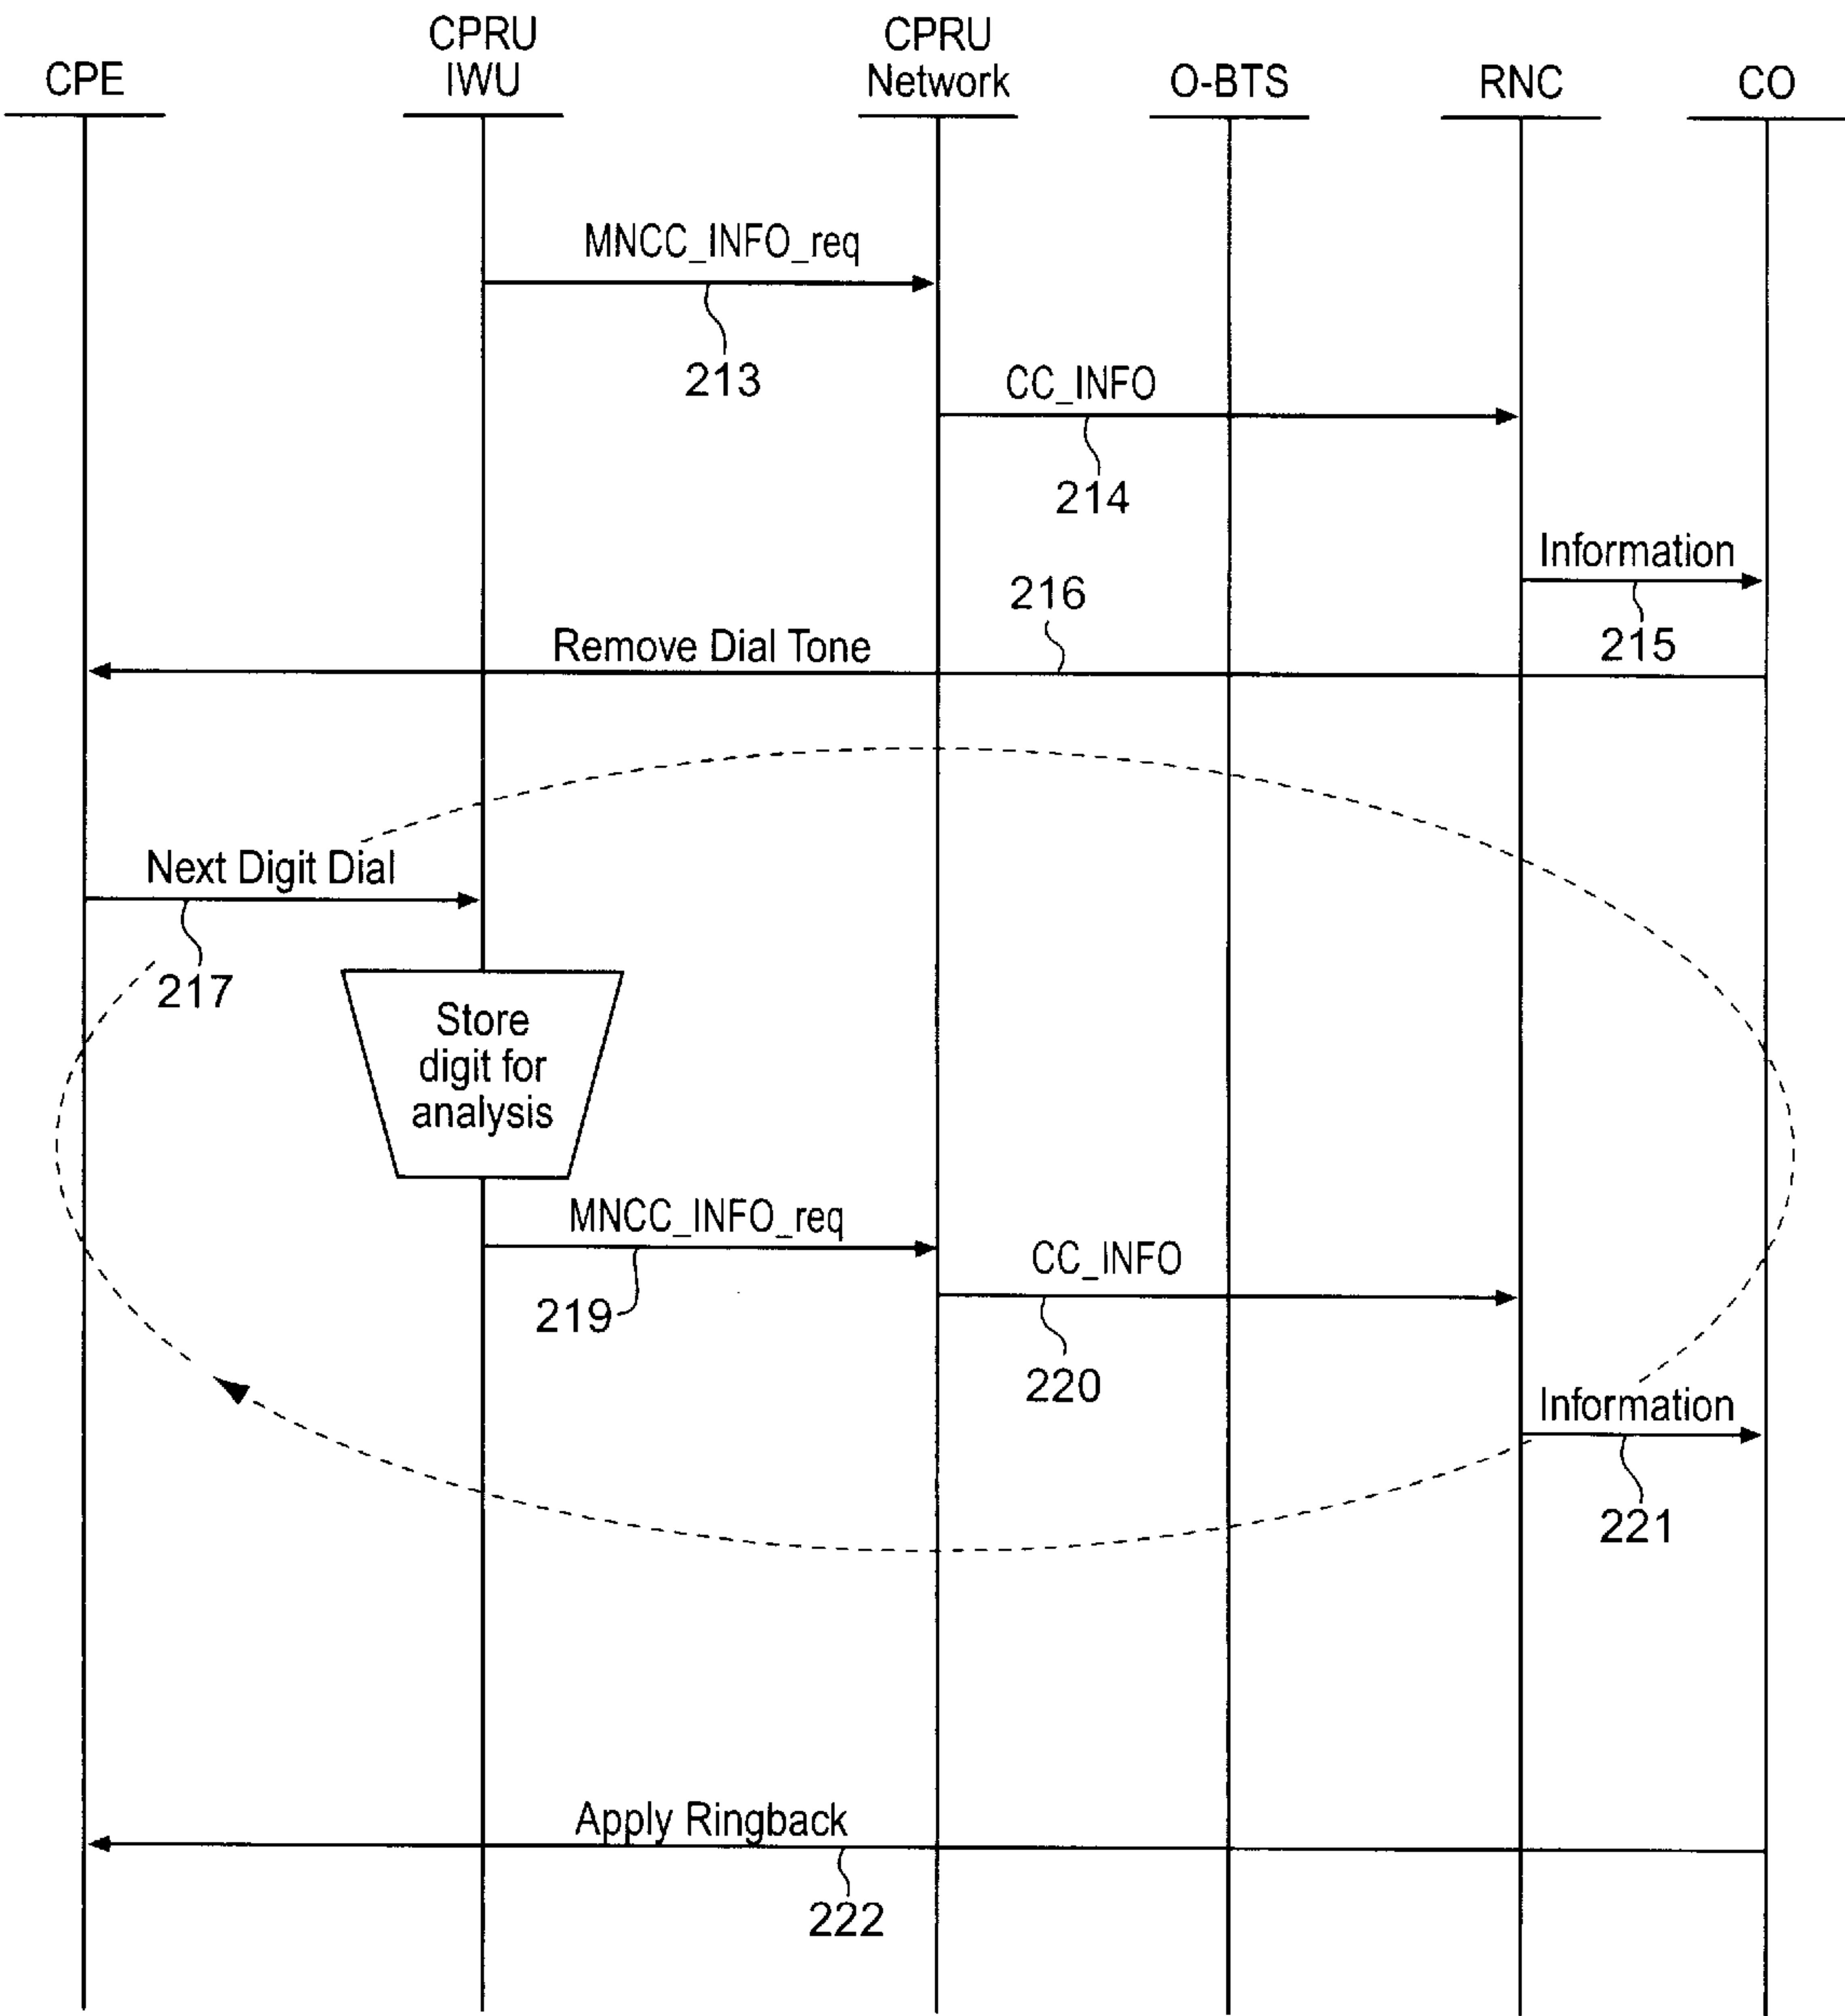 CPE
CPRU
IWU
CPRU
Network
O-BTS
RNC
CO
MNCC_INFO_req
213
CC_INFO
214
Information
215
216
Remove Dial Tone
Next Digit Dial
217
Store
digit for
analysis
MNCC_INFO_req
219
CC_INFO
220
Information
221
Apply Ringback
222